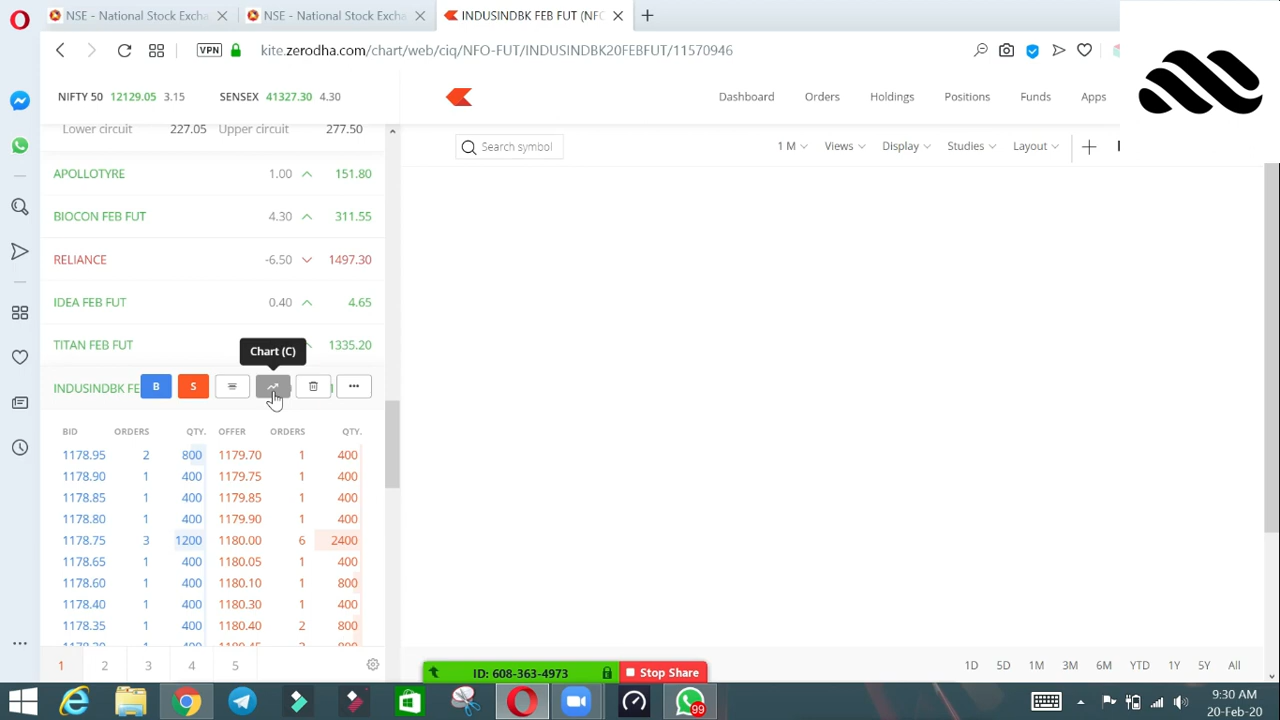 NSE - National Stock Excha
NSE - National Stock Excha
INDUSINDBK FEB FUT (NFC
VPN
kite.zerodha.com/chart/web/ciq/NFO-FUT/INDUSINDBK20FEBFUT/11570946
NIFTY 50 12129.05 3.15 SENSEX 41327.30 4.30
Dashboard Orders Holdings Positions Funds Apps
Lower circuit 227.05 Upper circuit 277.50
Search symbol
1 M Views Display Studies Layout
APOLLOTYRE 1.00 151.80
BIOCON FEB FUT 4.30 311.55
RELIANCE -6.50 1497.30
IDEA FEB FUT 0.40 4.65
TITAN FEB FUT 1335.20
Chart (C)
INDUSINDBK FE B S
BID ORDERS QTY. OFFER ORDERS QTY.
1178.95 2 800 1179.70 1 400
1178.90 1 400 1179.75 1 400
1178.85 1 400 1179.85 1 400
1178.80 1 400 1179.90 1 400
1178.75 3 1200 1180.00 6 2400
1178.65 1 400 1180.05 1 400
1178.60 1 400 1180.10 1 800
1178.40 1 400 1180.30 1 400
1178.35 1 400 1180.40 2 800
1 2 3 4 5
1D 5D 1M 3M 6M YTD 1Y 5Y All
ID: 608-363-4973 Stop Share
99
9:30 AM
20-Feb-20